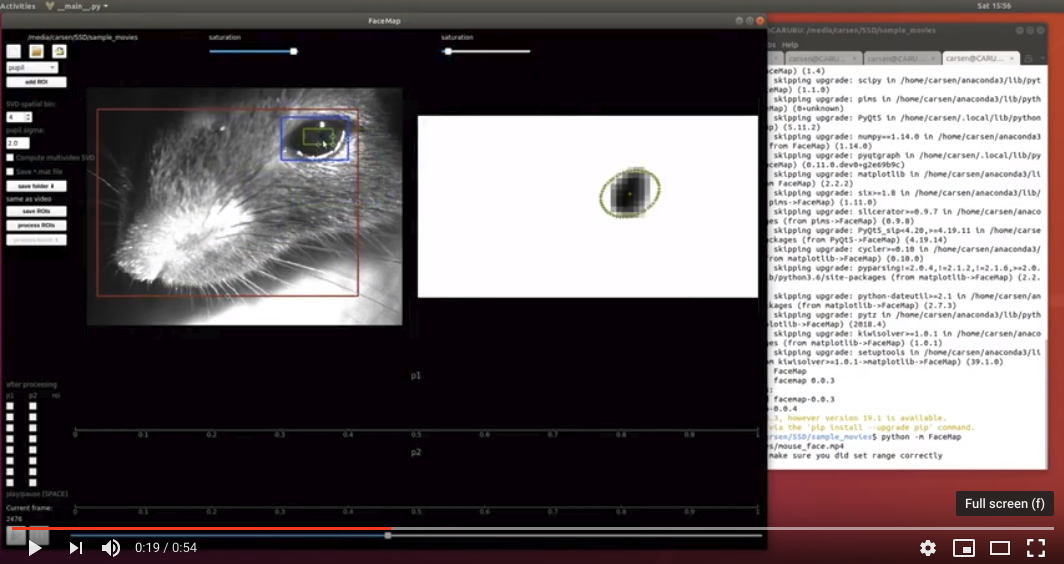 Activities
__main__.py
Sat 15:56
FaceMap
/media/carsen/SSD/sample_movies
saturation
saturation
pupil
add ROI
SVD spatial bin:
4
pupil sigma:
2.0
Compute multivideo SVD
Save *.mat file
save folder
same as video
save ROIs
process ROIs
after processing
p1 p2 roi
play/pause [SPACE]
Current frame:
2476
p1
0 0.1 0.2 0.3 0.4 0.5 0.6 0.7 0.8 0.9 1
p2
0 0.1 0.2 0.3 0.4 0.5 0.6 0.7 0.8 0.9 1
@CARUBU: /media/carsen/SSD/sample_movies
Help
carsen@CARU...
carsen@CARU...
carsen@CARU...
ceMap) (1.4)
skipping upgrade: scipy in /home/carsen/anaconda3/lib/pyt
eMap) (1.1.0)
skipping upgrade: pims in /home/carsen/anaconda3/lib/pyth
) (0+unknown)
skipping upgrade: PyQt5 in /home/carsen/.local/lib/python
ap) (5.11.2)
skipping upgrade: numpy==1.14.0 in /home/carsen/anaconda3
from FaceMap) (1.14.0)
skipping upgrade: pyqtgraph in /home/carsen/.local/lib/py
(0.11.0.dev0+g2e69b9c)
skipping upgrade: matplotlib in /home/carsen/anaconda3/li
m FaceMap) (2.2.2)
skipping upgrade: six>=1.8 in /home/carsen/anaconda3/lib/
pims->FaceMap) (1.11.0)
skipping upgrade: slicerator>=0.9.7 in /home/carsen/anaco
es (from pims->FaceMap) (0.9.8)
skipping upgrade: PyQt5_sip<4.20,>=4.19.11 in /home/carse
ckages (from PyQt5->FaceMap) (4.19.14)
skipping upgrade: cycler>=0.10 in /home/carsen/anaconda3/
om matplotlib->FaceMap) (0.10.0)
skipping upgrade: pyparsing!=2.0.4,!=2.1.2,!=2.1.6,>=2.0.
b/python3.6/site-packages (from matplotlib->FaceMap) (2.2.
skipping upgrade: python-dateutil>=2.1 in /home/carsen/an
kages (from matplotlib->FaceMap) (2.7.3)
skipping upgrade: pytz in /home/carsen/anaconda3/lib/pyth
lotlib->FaceMap) (2018.4)
skipping upgrade: kiwisolver>=1.0.1 in /home/carsen/anaco
es (from matplotlib->FaceMap) (1.0.1)
skipping upgrade: setuptools in /home/carsen/anaconda3/li
kiwisolver>=1.0.1->matplotlib->FaceMap) (39.1.0)
FaceMap
facemap 0.0.3
facemap-0.0.3
-0.0.4
.3, however version 19.1 is available.
via the 'pip install --upgrade pip' command.
arsen/SSD/sample_movies$ python -m FaceMap
s/mouse_face.mp4
make sure you did set range correctly
Full screen (f)
0:19 / 0:54